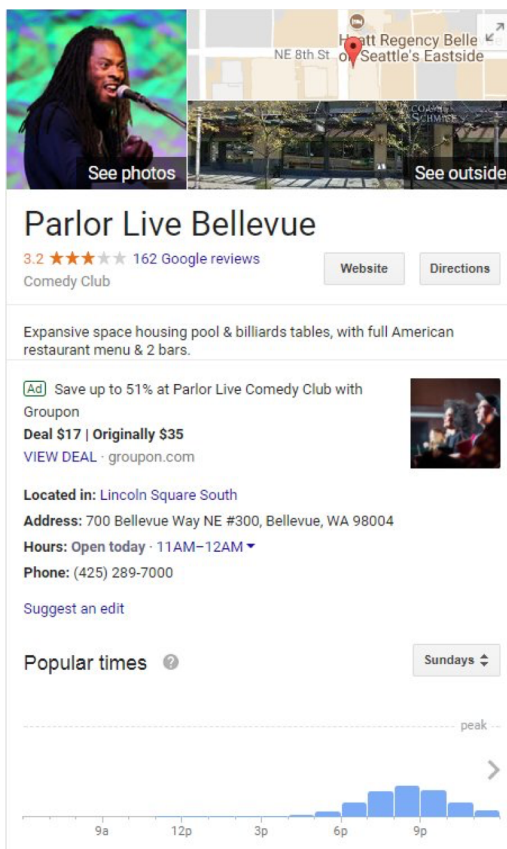 Hyatt Regency Belle
NE 8th St
on Seattle's Eastside
See photos
See outside
Parlor Live Bellevue
3.2 162 Google reviews
Website
Directions
Comedy Club
Expansive space housing pool & billiards tables, with full American
restaurant menu & 2 bars.
Ad Save up to 51% at Parlor Live Comedy Club with
Groupon
Deal $17 | Originally $35
VIEW DEAL · groupon.com
Located in: Lincoln Square South
Address: 700 Bellevue Way NE #300, Bellevue, WA 98004
Hours: Open today · 11AM–12AM
Phone: (425) 289-7000
Suggest an edit
Popular times ?
Sundays
peak
9a 12p 3p 6p 9p